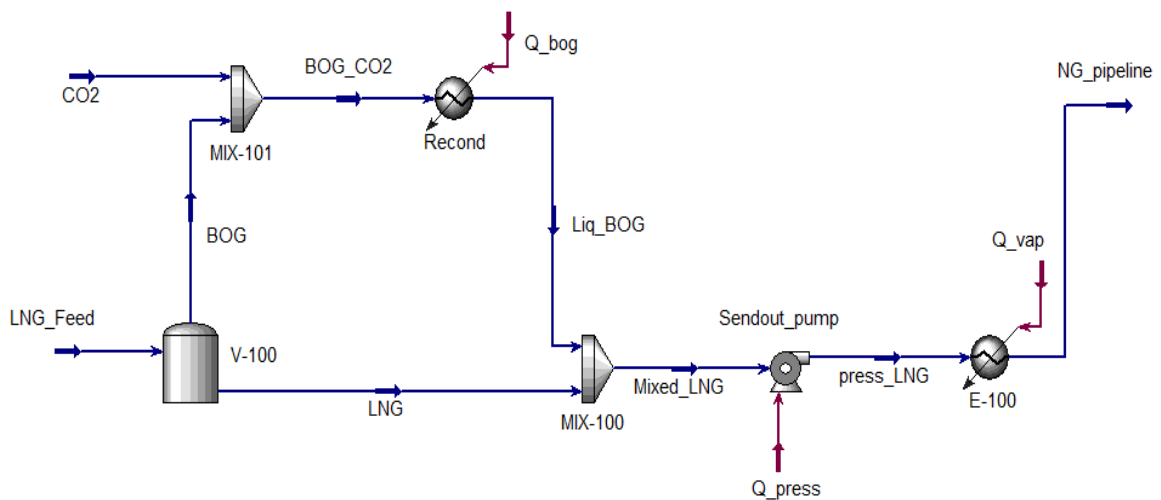 Q_bog
BOG_CO2
NG_pipeline
CO2
MIX-101
Recond
BOG
Liq_BOG
Q_vap
LNG_Feed
V-100
Sendout_pump
LNG
MIX-100
Mixed_LNG
press_LNG
E-100
Q_press